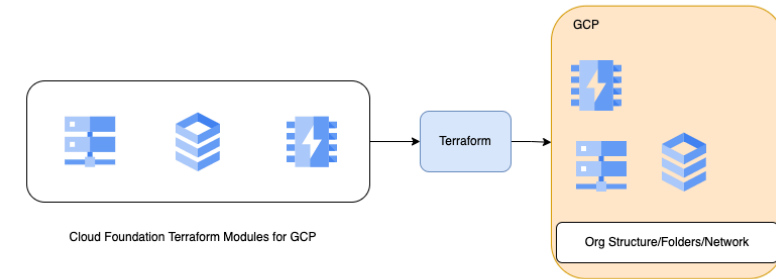 GCP
Terraform
Cloud Foundation Terraform Modules for GCP
Org Structure/Folders/Network